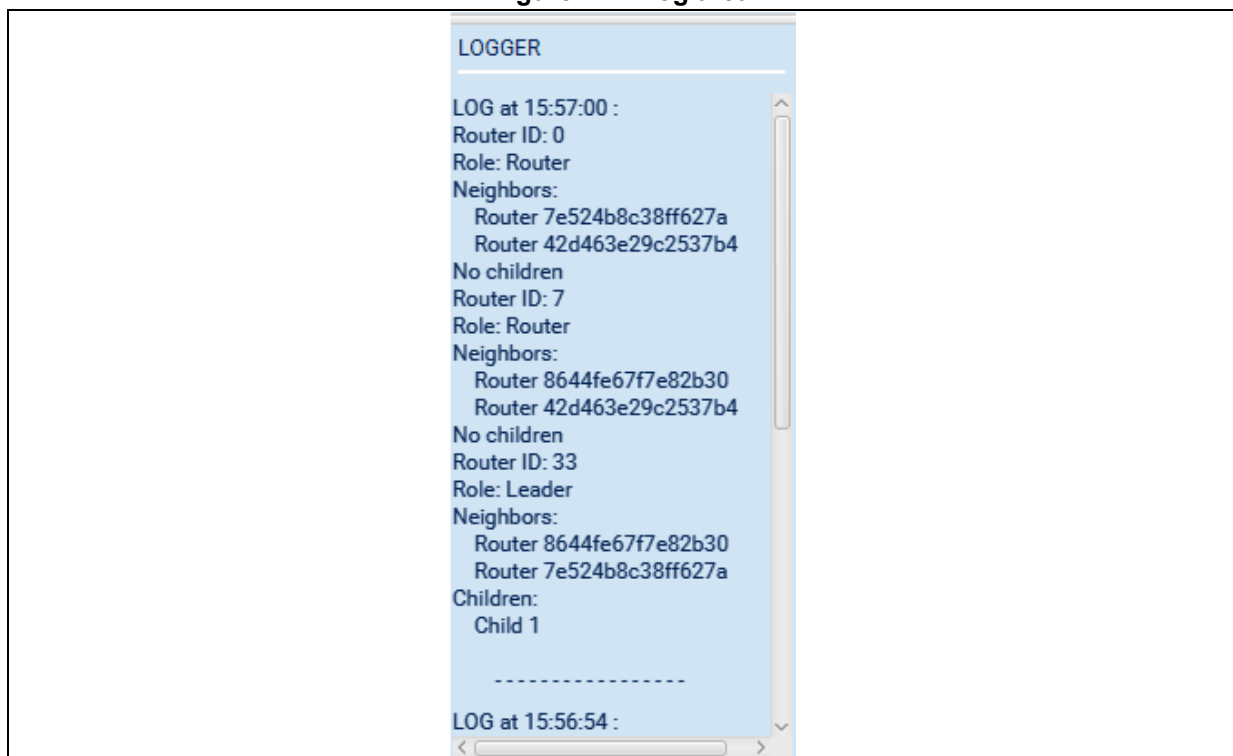 LOGGER
LOG at 15:57:00 :
Router ID: 0
Role: Router
Neighbors:
Router 7e524b8c38ff627a
Router 42d463e29c2537b4
No children
Router ID: 7
Role: Router
Neighbors:
Router 8644fe67f7e82b30
Router 42d463e29c2537b4
No children
Router ID: 33
Role: Leader
Neighbors:
Router 8644fe67f7e82b30
Router 7e524b8c38ff627a
Children:
Child 1
- - - - - - - - - - - - - - - - -
LOG at 15:56:54 :